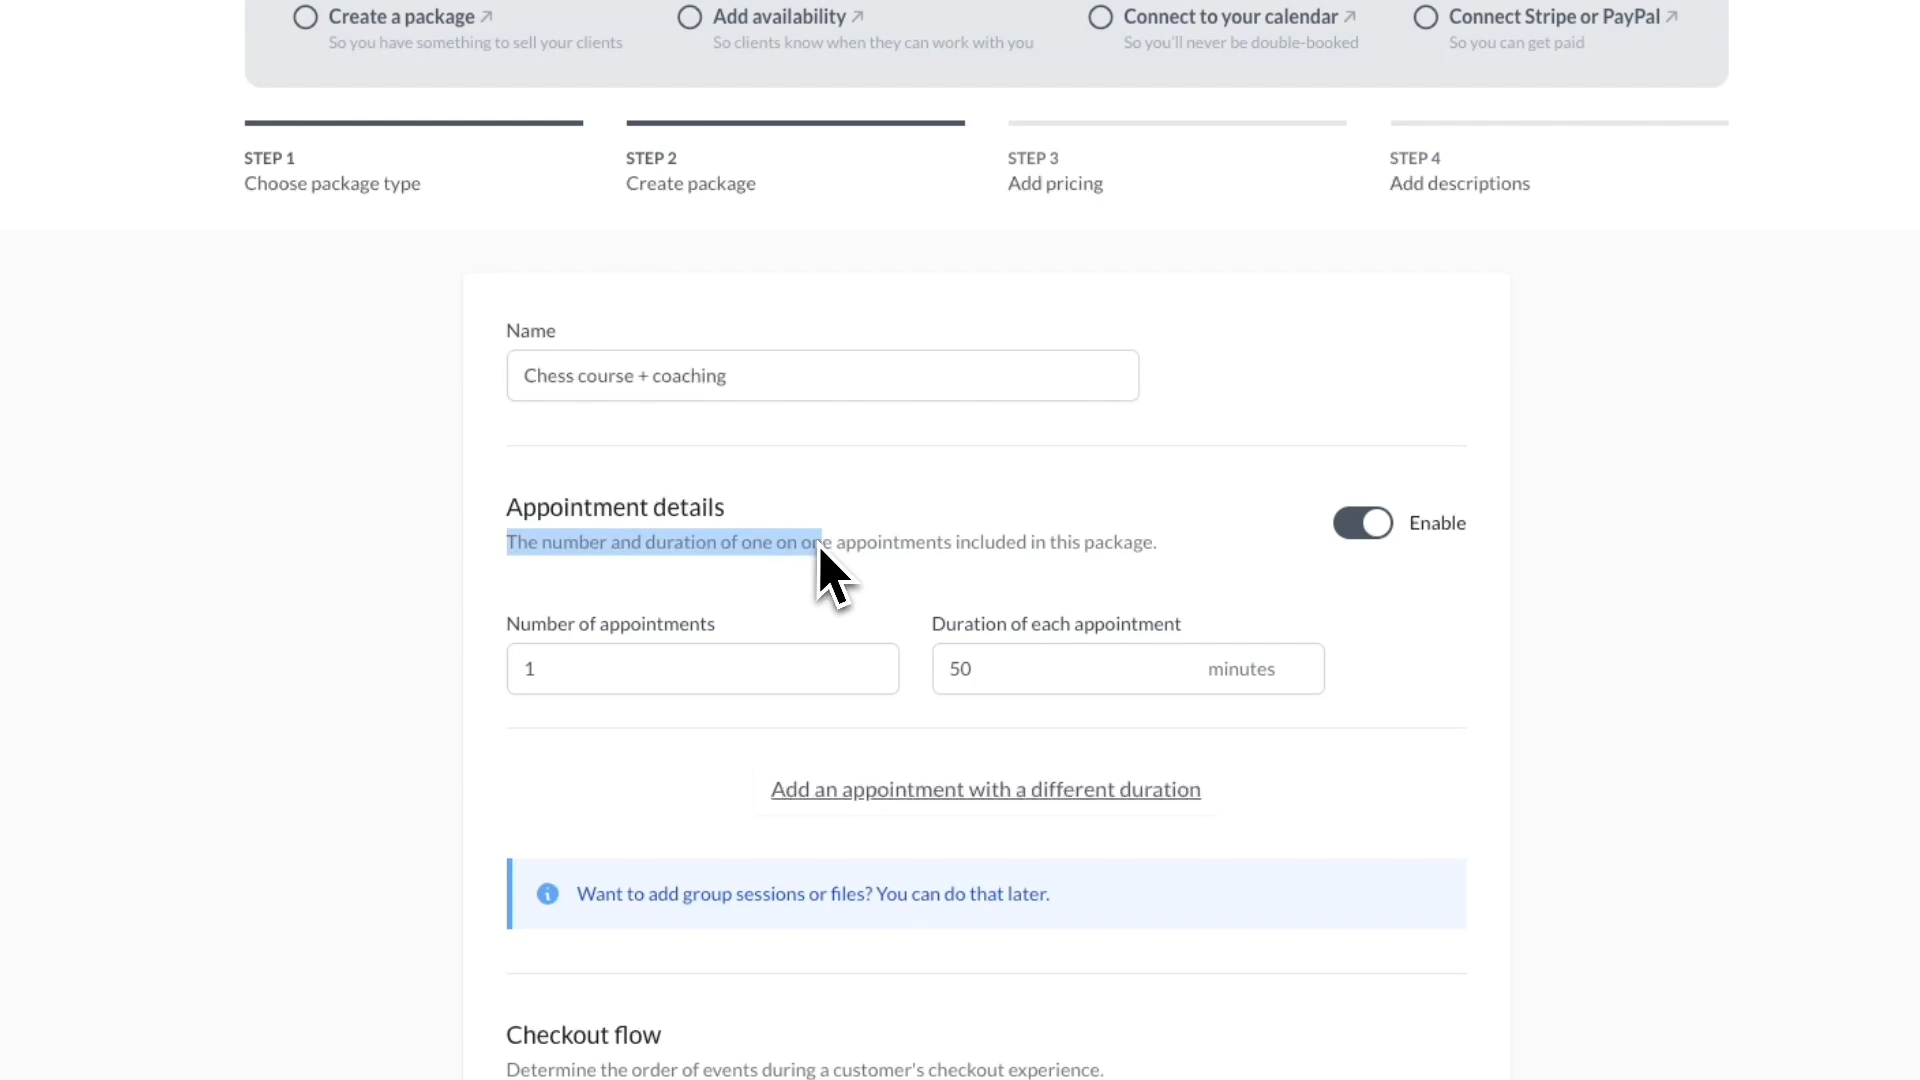 Create a package
Add availability
Connect to your calendar
Connect Stripe or PayPal
So you have something to sell your clients
So clients know when they can work with you
So you'll never be double-booked
So you can get paid
STEP 1
STEP 2
STEP 3
STEP 4
Choose package type
Create package
Add pricing
Add descriptions
Name
Chess course + coaching
Appointment details
Enable
The number and duration of one on one appointments included in this package.
Number of appointments
Duration of each appointment
1
50 minutes
Add an appointment with a different duration
Want to add group sessions or files? You can do that later.
Checkout flow
Determine the order of events during a customer's checkout experience.